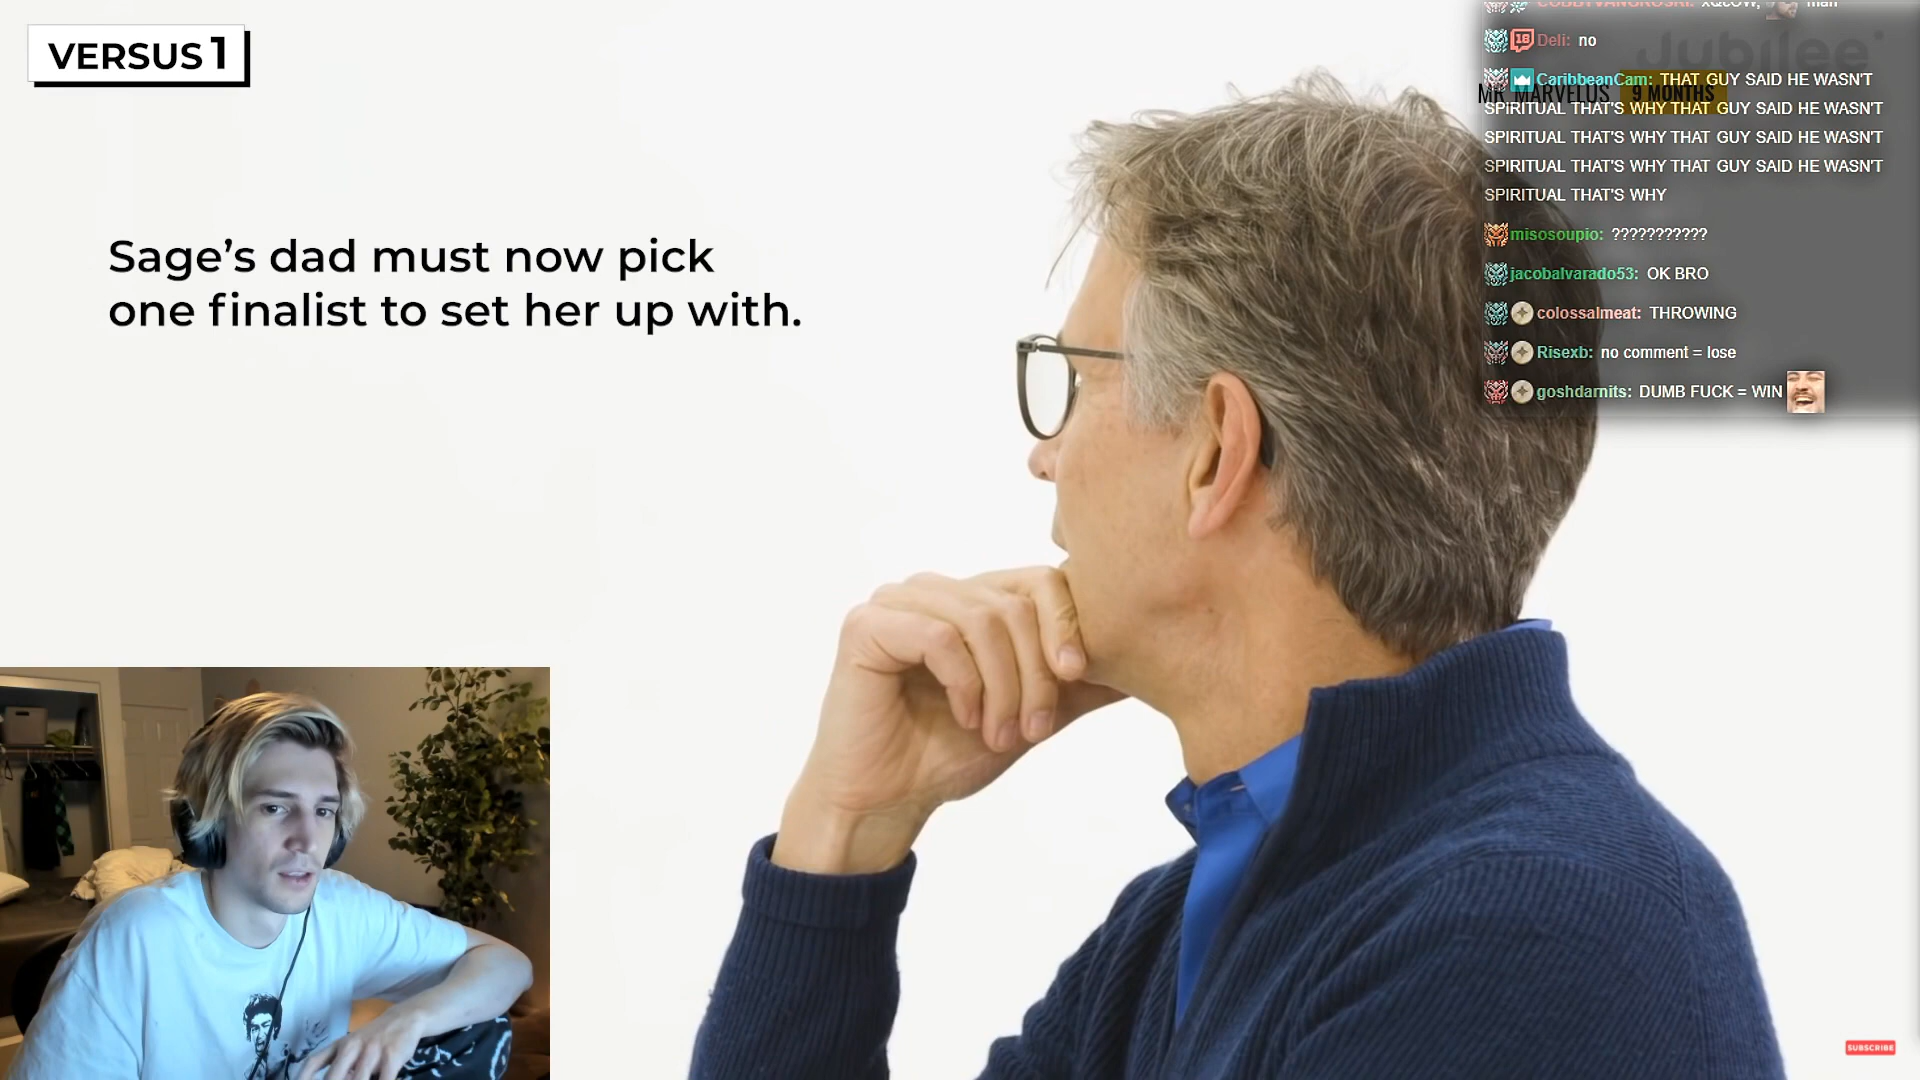 VERSUS 1
Sage's dad must now pick
one finalist to set her up with.
Jubilee
MR MARVELUS 9 MONTHS
Deli: no
CaribbeanCam: THAT GUY SAID HE WASN'T
SPIRITUAL THAT'S WHY THAT GUY SAID HE WASN'T
SPIRITUAL THAT'S WHY THAT GUY SAID HE WASN'T
SPIRITUAL THAT'S WHY THAT GUY SAID HE WASN'T
SPIRITUAL THAT'S WHY
misosoupio: ???????????
jacobalvarado53: OK BRO
colossalmeat: THROWING
Risexb: no comment = lose
goshdarnits: DUMB FUCK = WIN
SUBSCRIBE